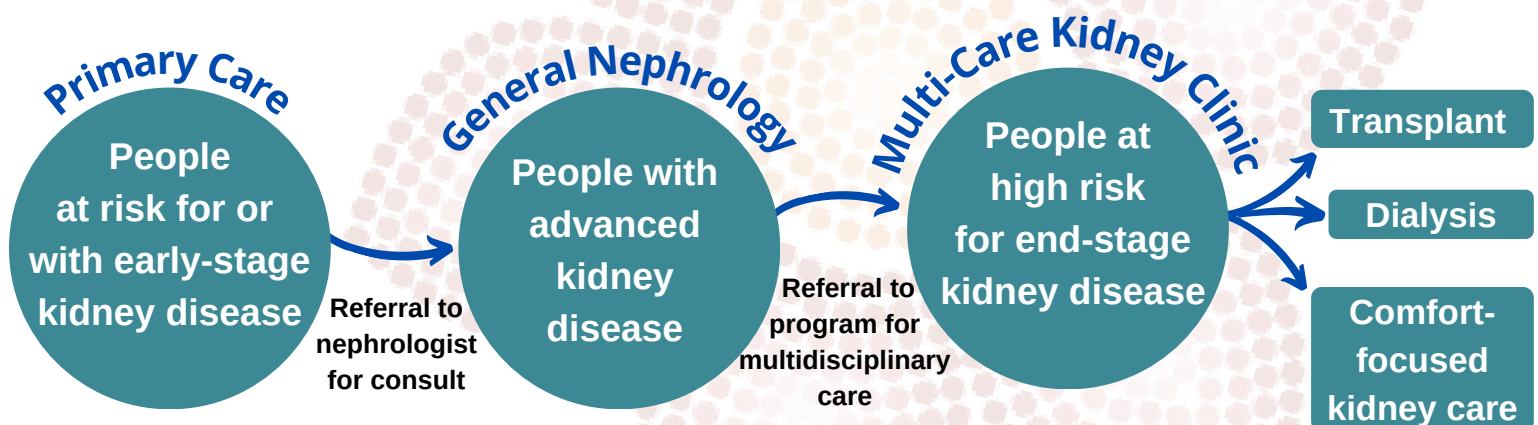 Primary Care
People
at risk for or
with early-stage
kidney disease
Referral to
nephrologist
for consult
General Nephrology
People with
advanced
kidney
disease
Referral to
program for
multidisciplinary
care
Multi-Care Kidney Clinic
People at
high risk
for end-stage
kidney disease
Transplant
Dialysis
Comfort-
focused
kidney care